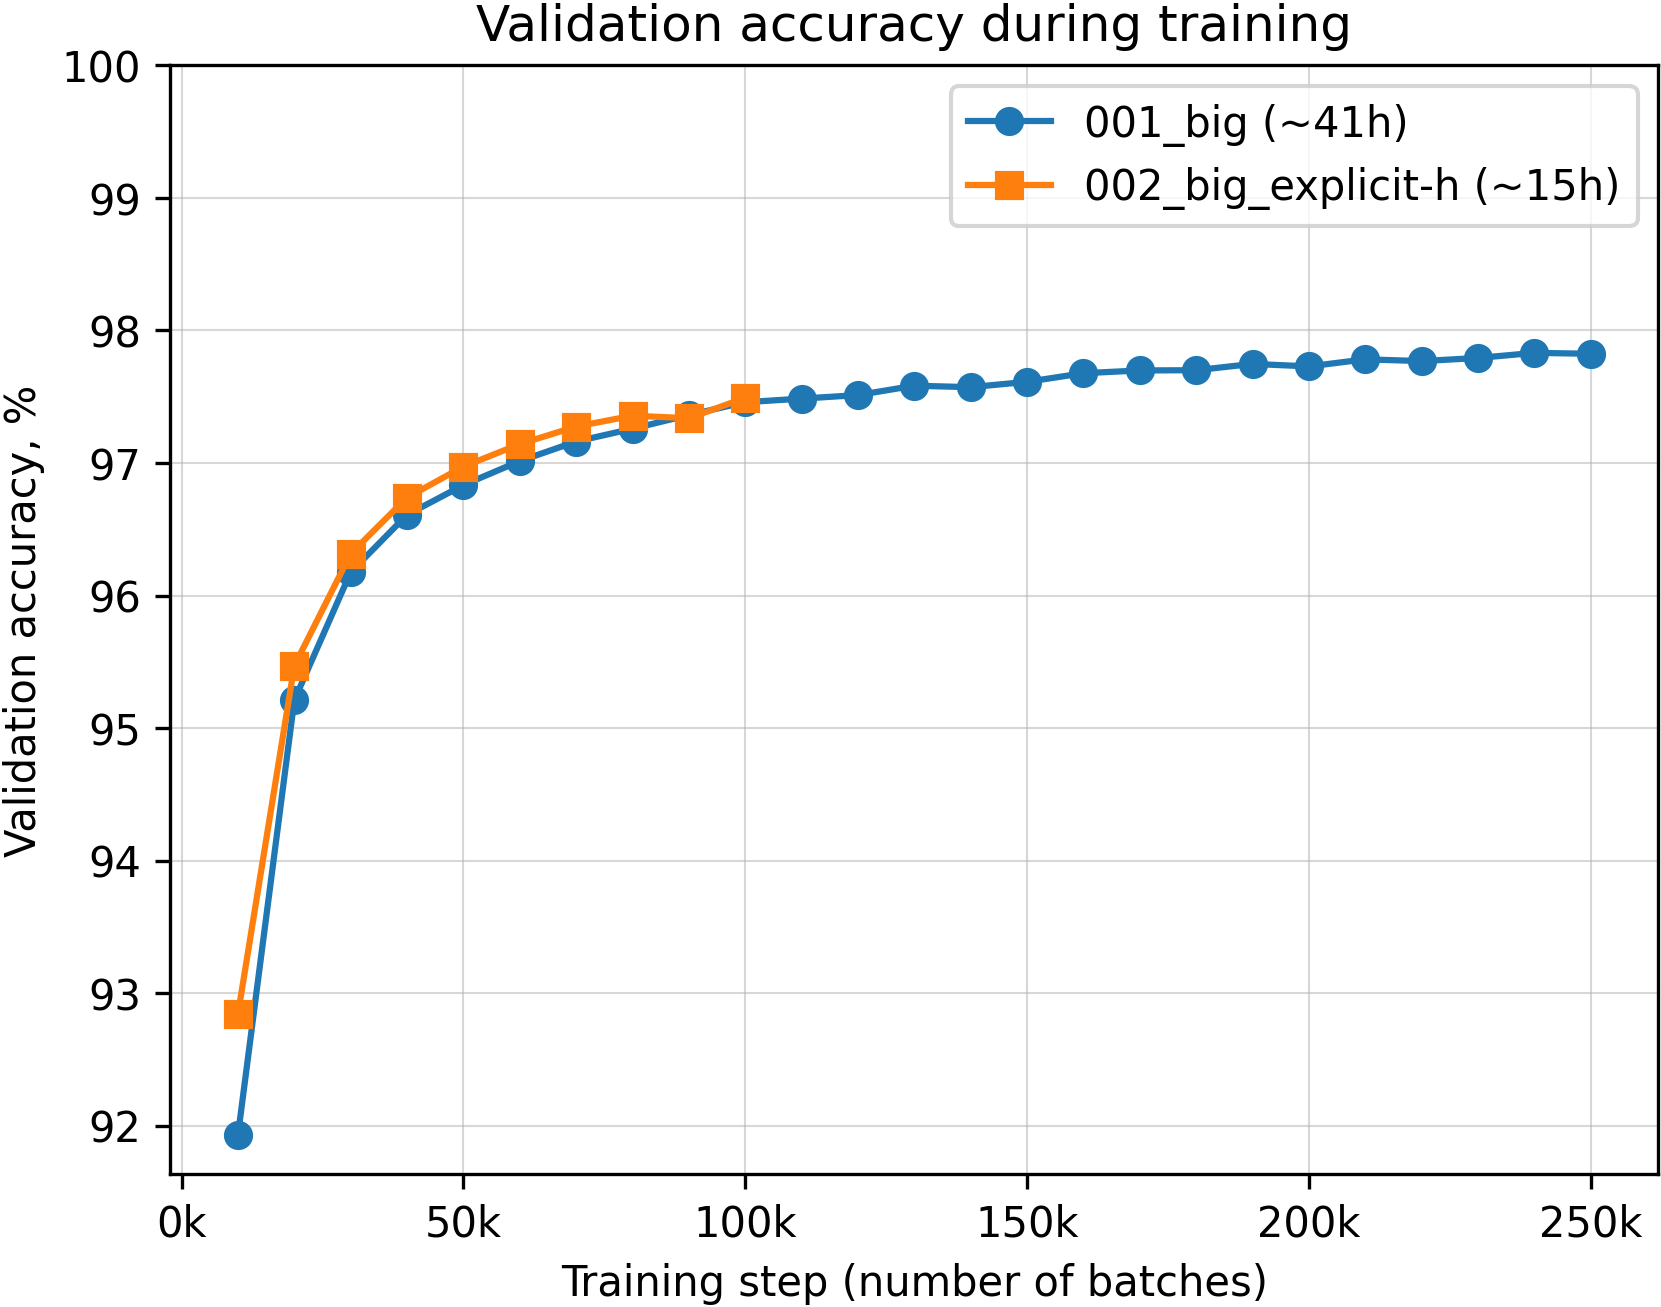 Validation accuracy during training
100
99
98
97
96
95
94
93
92
Validation accuracy, %
001_big (~41h)
002_big_explicit-h (~15h)
0k 50k 100k 150k 200k 250k
Training step (number of batches)